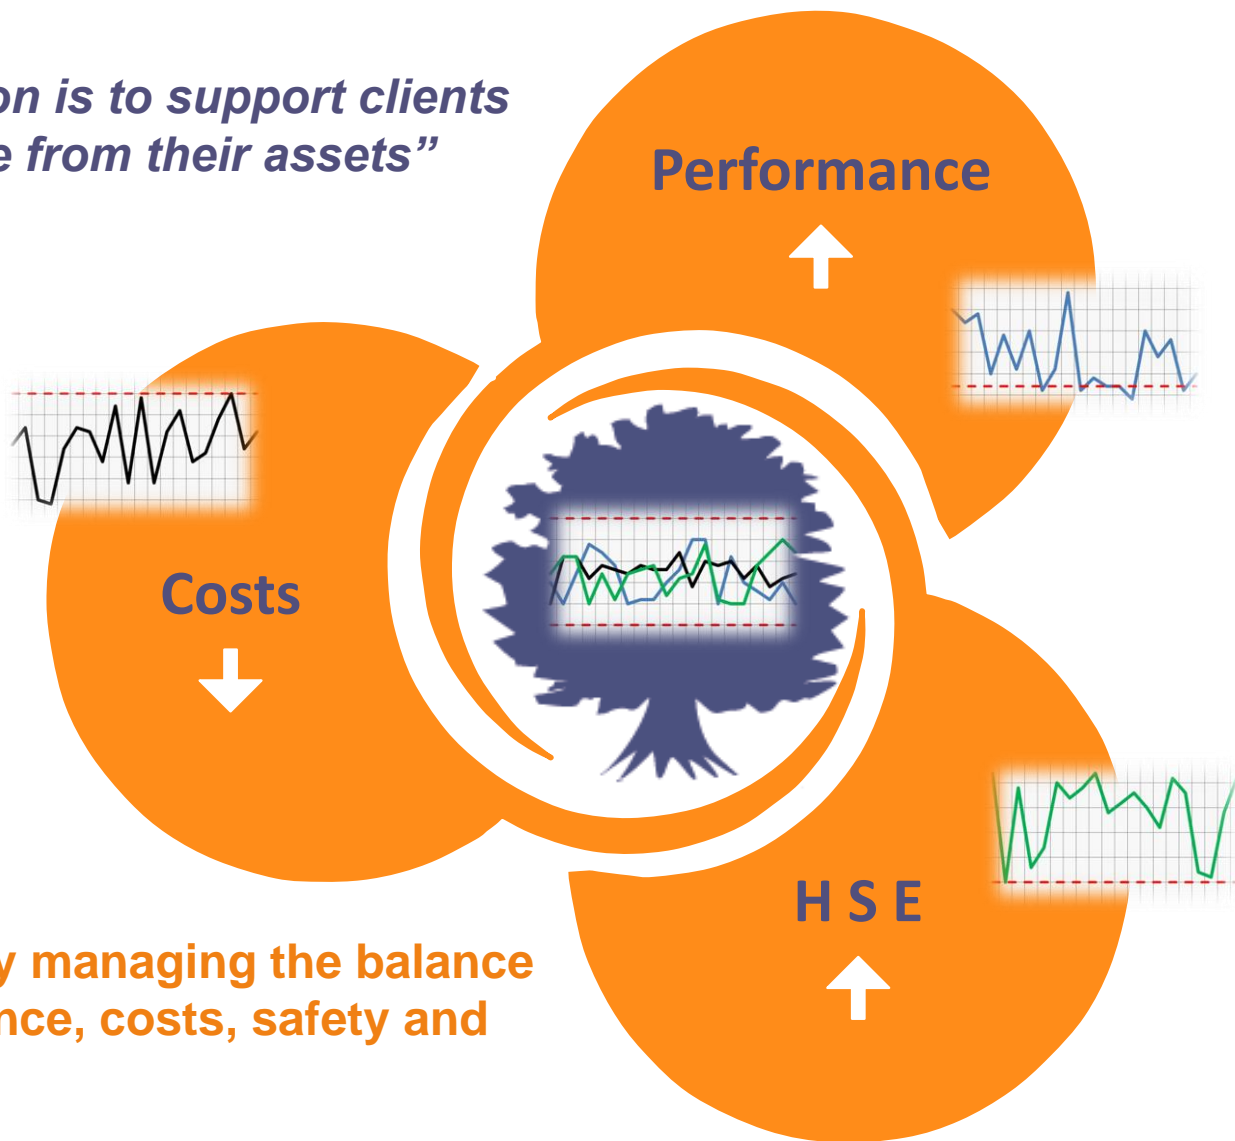 on is to support clients
e from their assets”
Performance
Costs
H S E
y managing the balance
nce, costs, safety and